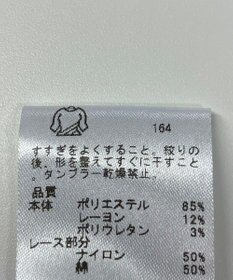 164
すすぎをよくすること。絞りの
後、形を整えてすぐに干すこと
。タンブラー乾燥禁止。
品質
本体 ポリエステル 85%
レーヨン 12%
ポリウレタン 3%
レース部分
ナイロン 50%
綿 50%